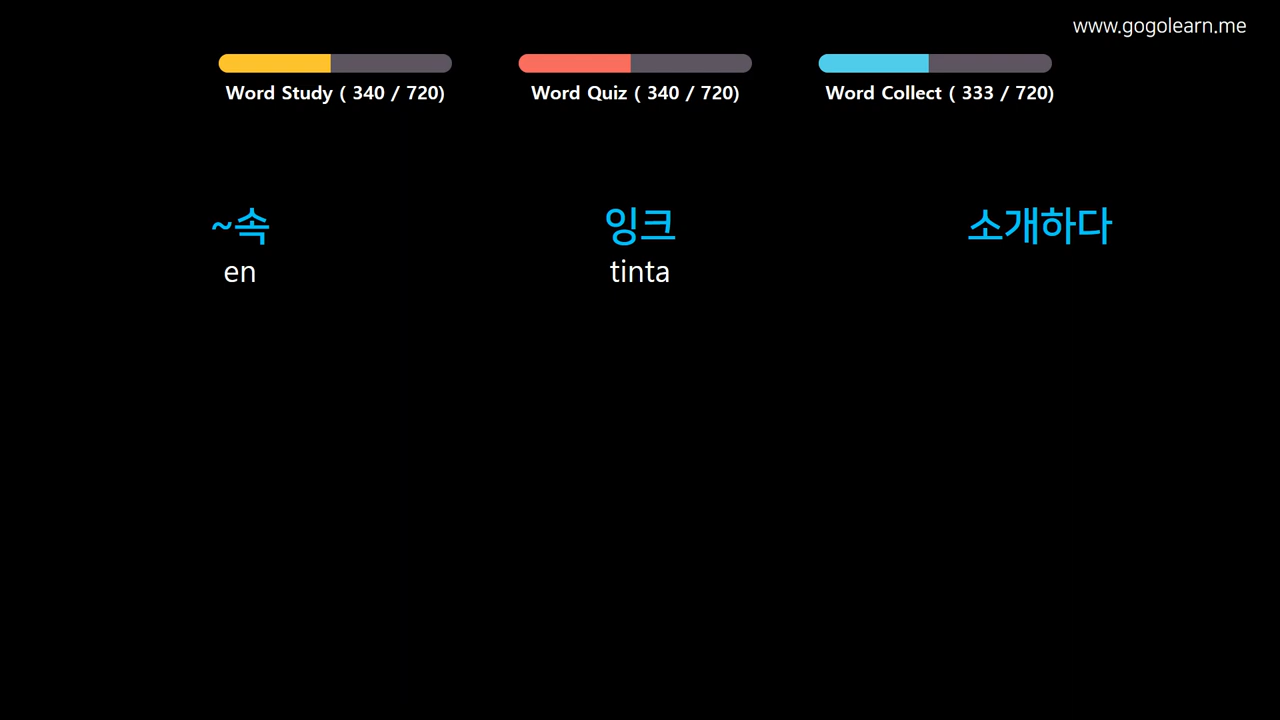 www.gogolearn.me
Word Study ( 340 / 720)
Word Quiz ( 340 / 720)
Word Collect ( 333 / 720)
~속
en
잉크
tinta
소개하다